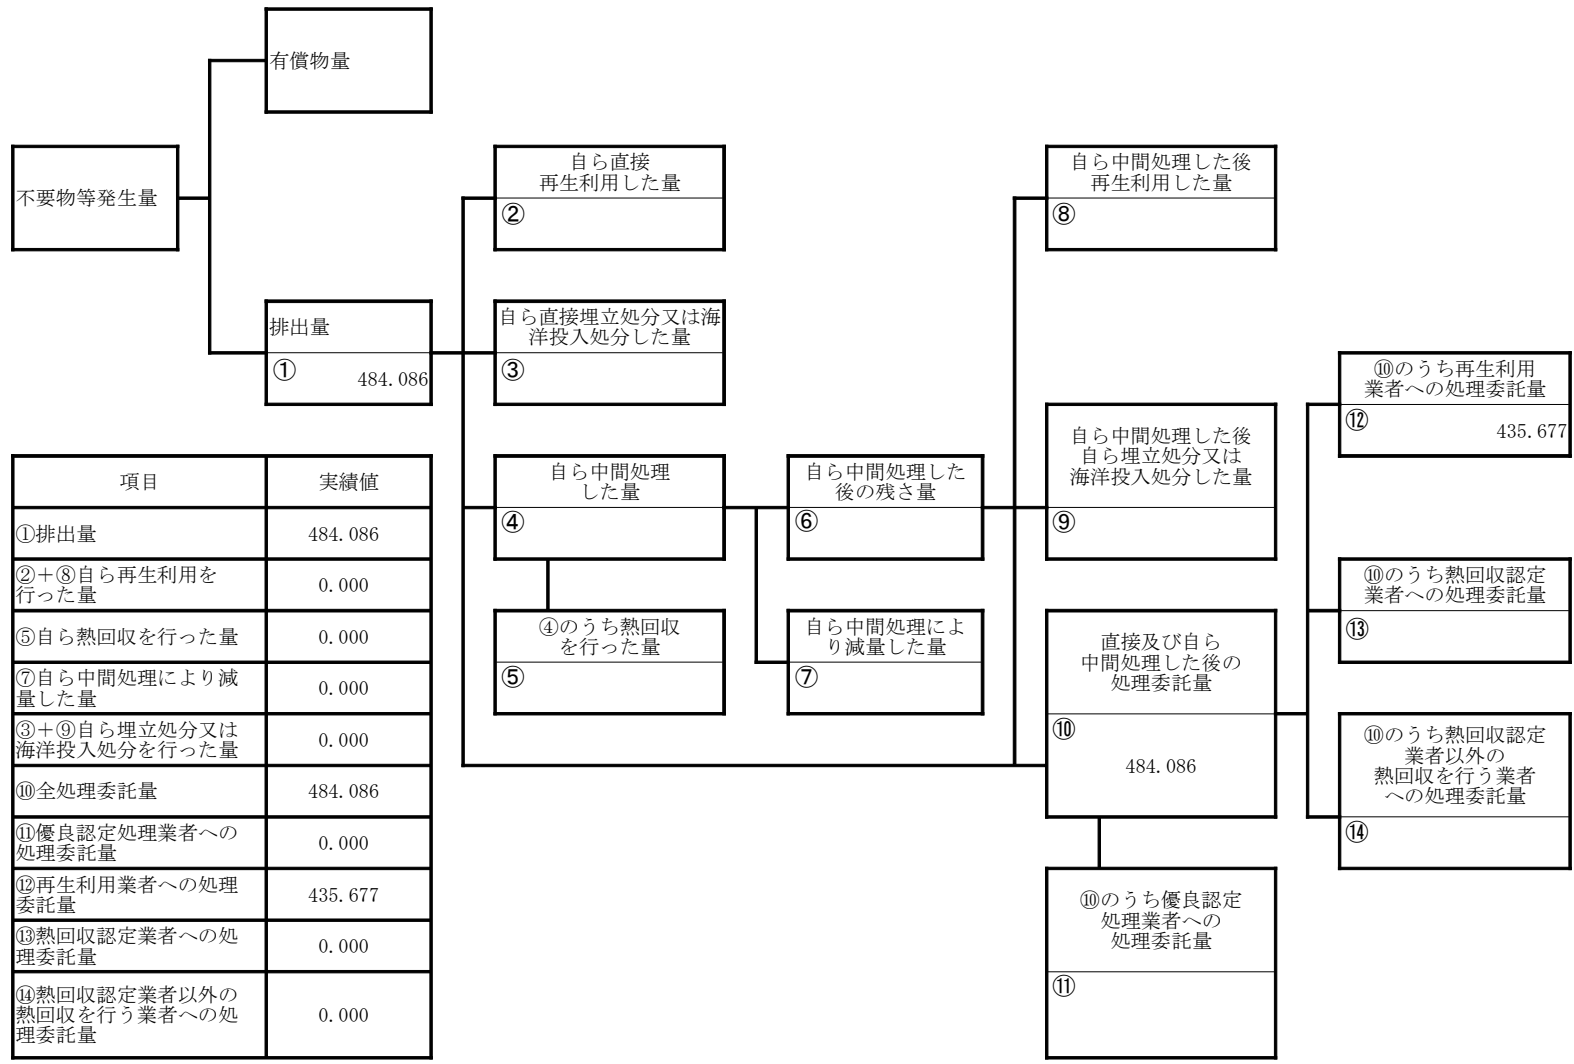 有償物量
不要物等発生量
自ら直接
再生利用した量
②
自ら中間処理した後
再生利用した量
⑧
排出量
① 484.086
自ら直接埋立処分又は海
洋投入処分した量
③
⑩のうち再生利用
業者への処理委託量
⑫ 435.677
自ら中間処理
した量
④
自ら中間処理した
後の残さ量
⑥
自ら中間処理した後
自ら埋立処分又は
海洋投入処分した量
⑨
⑩のうち熱回収認定
業者への処理委託量
⑬
④のうち熱回収
を行った量
⑤
自ら中間処理によ
り減量した量
⑦
直接及び自ら
中間処理した後の
処理委託量
⑩
484.086
⑩のうち熱回収認定
業者以外の
熱回収を行う業者
への処理委託量
⑭
⑩のうち優良認定
処理業者への
処理委託量
⑪
項目 実績値
①排出量 484.086
②＋⑧自ら再生利用を
行った量 0.000
⑤自ら熱回収を行った量 0.000
⑦自ら中間処理により減
量した量 0.000
③＋⑨自ら埋立処分又は
海洋投入処分を行った量 0.000
⑩全処理委託量 484.086
⑪優良認定処理業者への
処理委託量 0.000
⑫再生利用業者への処理
委託量 435.677
⑬熱回収認定業者への処
理委託量 0.000
⑭熱回収認定業者以外の
熱回収を行う業者への処
理委託量 0.000